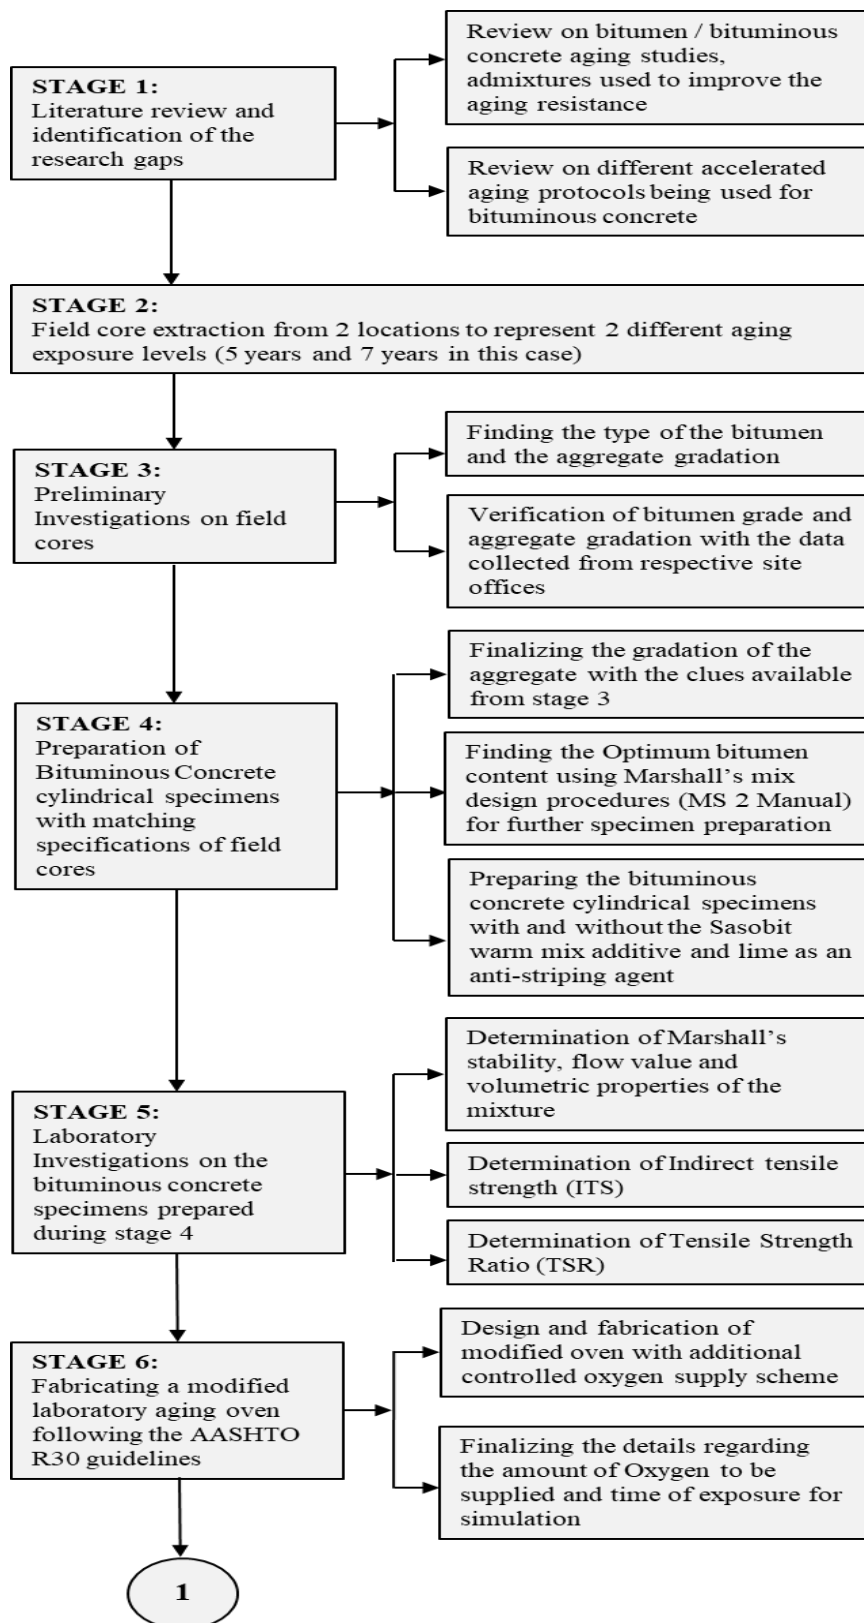 STAGE 1:
Literature review and
identification of the
research gaps
Review on bitumen / bituminous
concrete aging studies,
admixtures used to improve the
aging resistance
Review on different accelerated
aging protocols being used for
bituminous concrete
STAGE 2:
Field core extraction from 2 locations to represent 2 different aging
exposure levels (5 years and 7 years in this case)
STAGE 3:
Preliminary
Investigations on field
cores
Finding the type of the bitumen
and the aggregate gradation
Verification of bitumen grade and
aggregate gradation with the data
collected from respective site
offices
STAGE 4:
Preparation of
Bituminous Concrete
cylindrical specimens
with matching
specifications of field
cores
Finalizing the gradation of the
aggregate with the clues available
from stage 3
Finding the Optimum bitumen
content using Marshall's mix
design procedures (MS 2 Manual)
for further specimen preparation
Preparing the bituminous
concrete cylindrical specimens
with and without the Sasobit
warm mix additive and lime as an
anti-striping agent
STAGE 5:
Laboratory
Investigations on the
bituminous concrete
specimens prepared
during stage 4
Determination of Marshall's
stability, flow value and
volumetric properties of the
mixture
Determination of Indirect tensile
strength (ITS)
Determination of Tensile Strength
Ratio (TSR)
STAGE 6:
Fabricating a modified
laboratory aging oven
following the AASHTO
R30 guidelines
Design and fabrication of
modified oven with additional
controlled oxygen supply scheme
Finalizing the details regarding
the amount of Oxygen to be
supplied and time of exposure for
simulation
1